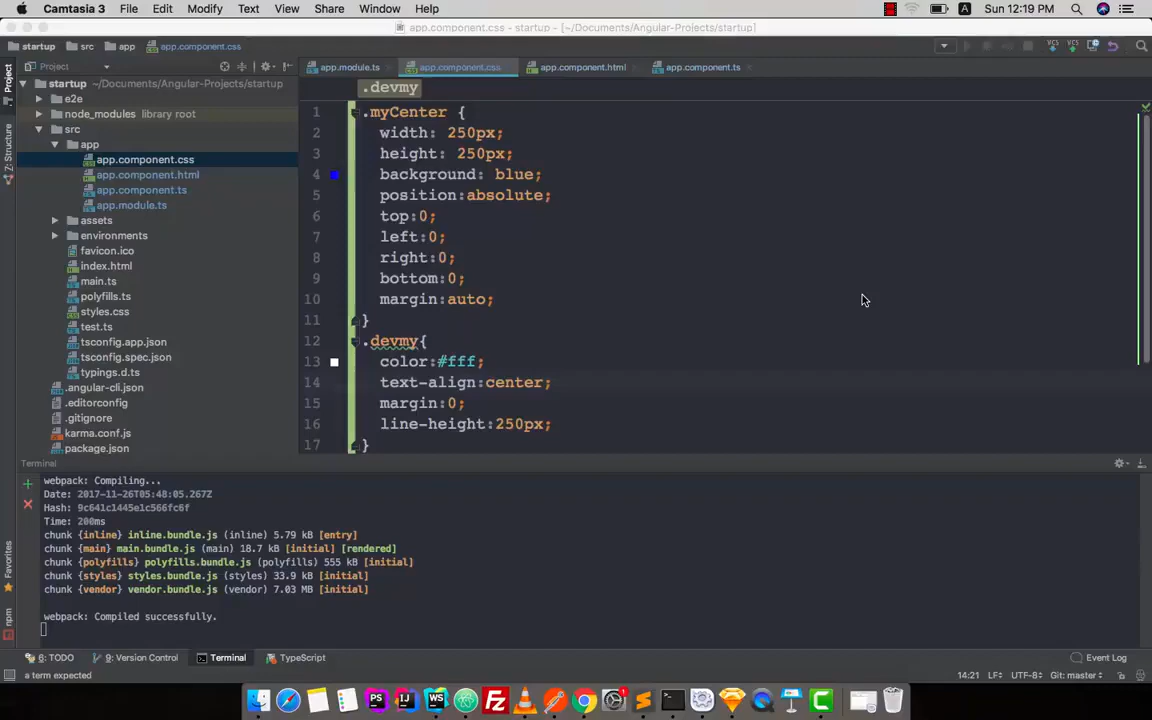 Camtasia 3 File Edit Modify Text View Share Window Help Sun 12:19 PM
app.component.css - startup - [~/Documents/Angular-Projects/startup]
startup src app app.component.css
Project app.module.ts app.component.css app.component.html app.component.ts
startup ~/Documents/Angular-Projects/startup
e2e
node_modules library root
src
app
app.component.css
app.component.html
app.component.ts
app.module.ts
assets
environments
favicon.ico
index.html
main.ts
polyfills.ts
styles.css
test.ts
tsconfig.app.json
tsconfig.spec.json
typings.d.ts
.angular-cli.json
.editorconfig
.gitignore
karma.conf.js
package.json
Project
Z: Structure
Favorites
npm
.devmy
1 .myCenter {
2 width: 250px;
3 height: 250px;
4 background: blue;
5 position:absolute;
6 top:0;
7 left:0;
8 right:0;
9 bottom:0;
10 margin:auto;
11 }
12 .devmy{
13 color:#fff;
14 text-align:center;
15 margin:0;
16 line-height:250px;
17 }
Terminal
webpack: Compiling...
Date: 2017-11-26T05:48:05.267Z
Hash: 9c641c1445e1c566fc6f
Time: 200ms
chunk {inline} inline.bundle.js (inline) 5.79 kB [entry]
chunk {main} main.bundle.js (main) 18.7 kB [initial] [rendered]
chunk {polyfills} polyfills.bundle.js (polyfills) 555 kB [initial]
chunk {styles} styles.bundle.js (styles) 33.9 kB [initial]
chunk {vendor} vendor.bundle.js (vendor) 7.03 MB [initial]
webpack: Compiled successfully.
6: TODO 9: Version Control Terminal TypeScript Event Log
a term expected 14:21 LF÷ UTF-8÷ Git: master÷